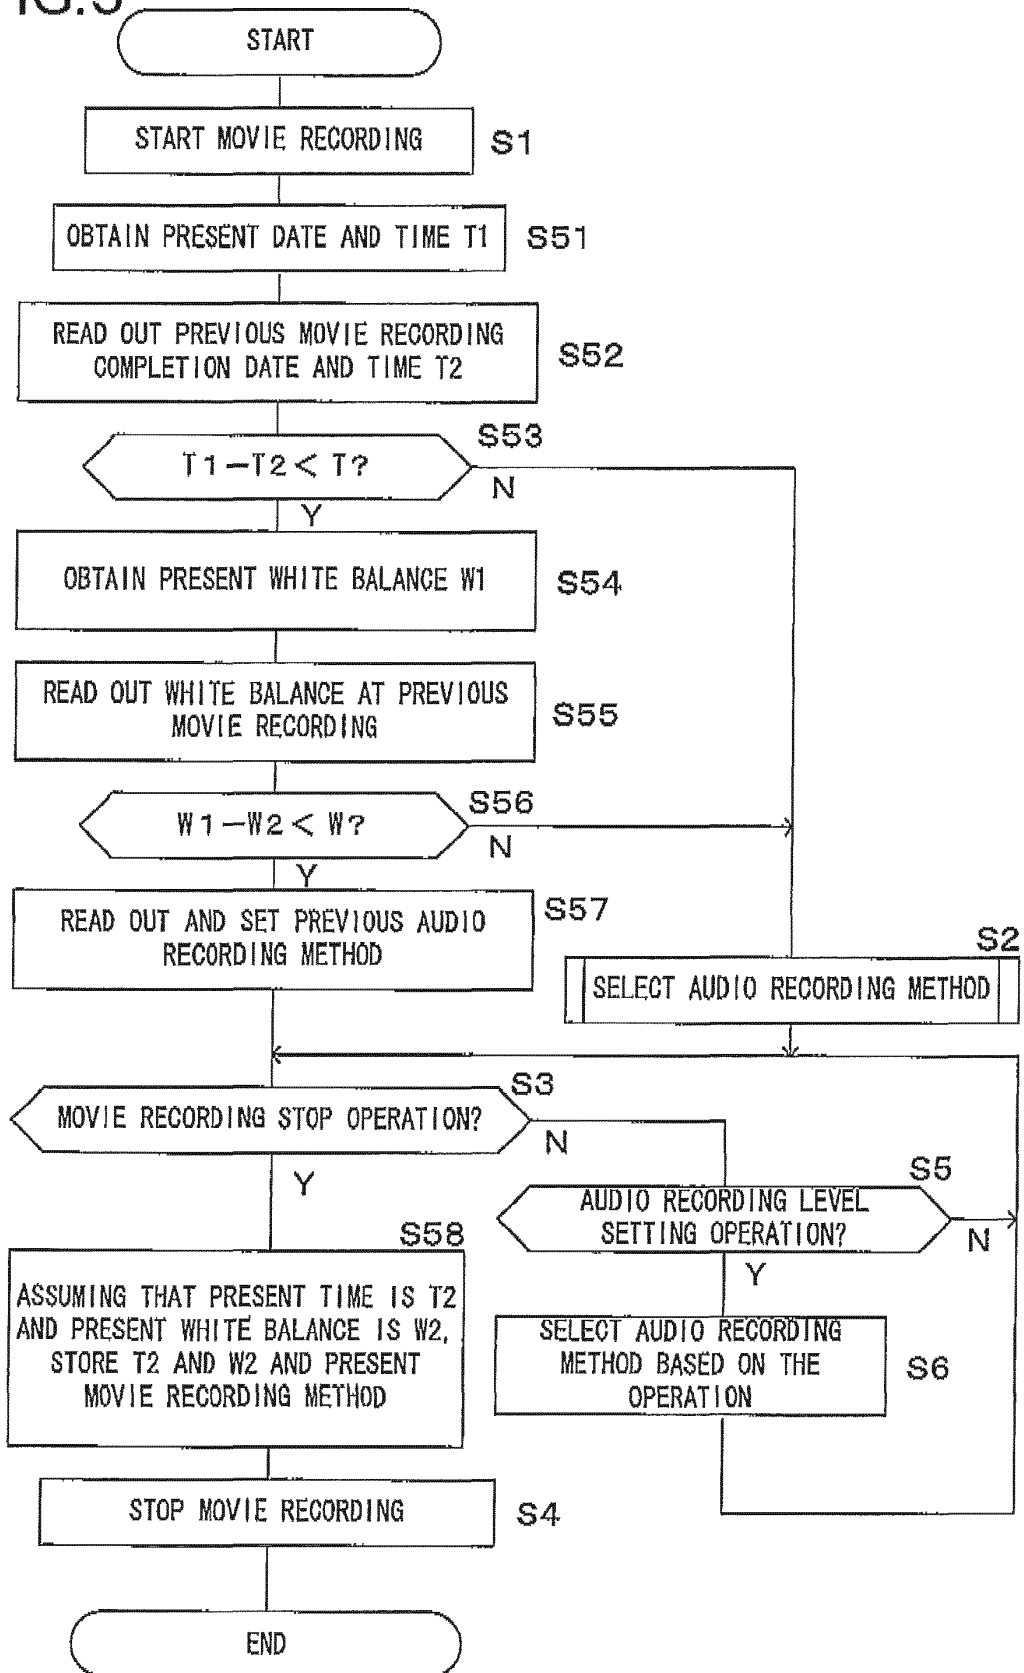 START
START MOVIE RECORDING
S1
OBTAIN PRESENT DATE AND TIME T1
S51
READ OUT PREVIOUS MOVIE RECORDING
COMPLETION DATE AND TIME T2
S52
T1-T2 < T?
S53
N
Y
OBTAIN PRESENT WHITE BALANCE W1
S54
READ OUT WHITE BALANCE AT PREVIOUS
MOVIE RECORDING
S55
W1-W2 < W?
S56
N
Y
READ OUT AND SET PREVIOUS AUDIO
RECORDING METHOD
S57
S2
SELECT AUDIO RECORDING METHOD
MOVIE RECORDING STOP OPERATION?
S3
N
Y
AUDIO RECORDING LEVEL
SETTING OPERATION?
S5
N
Y
S58
ASSUMING THAT PRESENT TIME IS T2
AND PRESENT WHITE BALANCE IS W2,
STORE T2 AND W2 AND PRESENT
MOVIE RECORDING METHOD
SELECT AUDIO RECORDING
METHOD BASED ON THE
OPERATION
S6
STOP MOVIE RECORDING
S4
END